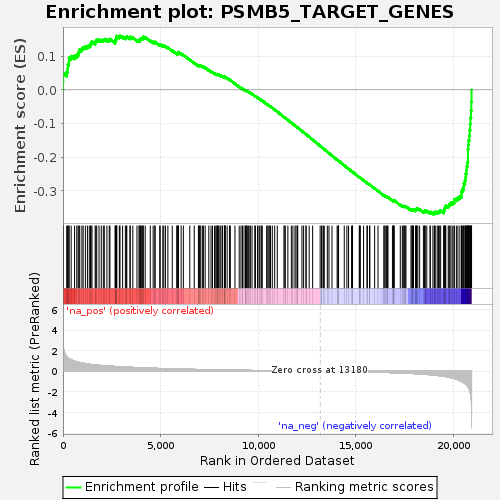 Enrichment plot: PSMB5_TARGET_GENES
Enrichment score (ES)
0.1
0.0
-0.1
-0.2
-0.3
'na_pos' (positively correlated)
Ranked list metric (PreRanked)
6
4
2
0
-2
-4
-6
Zero cross at 13180
'na_neg' (negatively correlated)
0
5,000
10,000
15,000
20,000
Rank in Ordered Dataset
Enrichment profile
Hits
Ranking metric scores